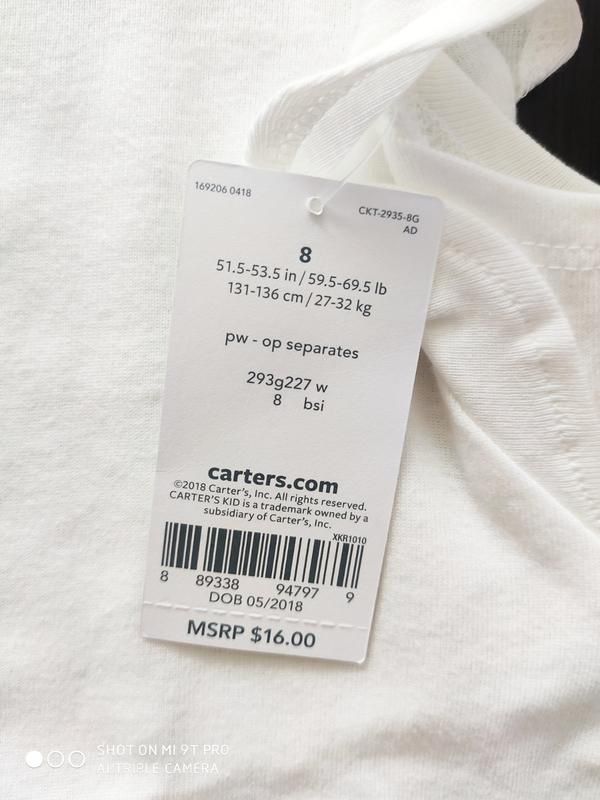 169206 0418
CKT-2935-8G
AD
8
51.5-53.5 in / 59.5-69.5 lb
131-136 cm / 27-32 kg
pw - op separates
293g227 w
8 bsi
carters.com
©2018 Carter's, Inc. All rights reserved.
CARTER'S KID is a trademark owned by a
subsidiary of Carter's, Inc.
XKR1010
8 89338 94797 9
DOB 05/2018
MSRP $16.00
SHOT ON MI 9T PRO
AI TRIPLE CAMERA